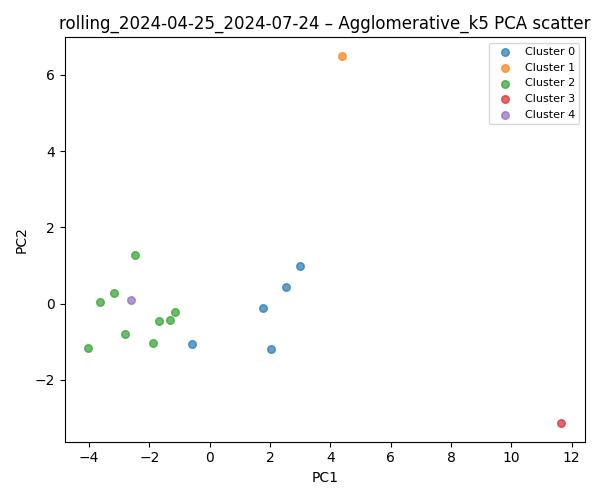 rolling_2024-04-25_2024-07-24 – Agglomerative_k5 PCA scatter
Cluster 0
Cluster 1
Cluster 2
Cluster 3
Cluster 4
PC2
6
4
2
0
−2
−4 −2 0 2 4 6 8 10 12
PC1